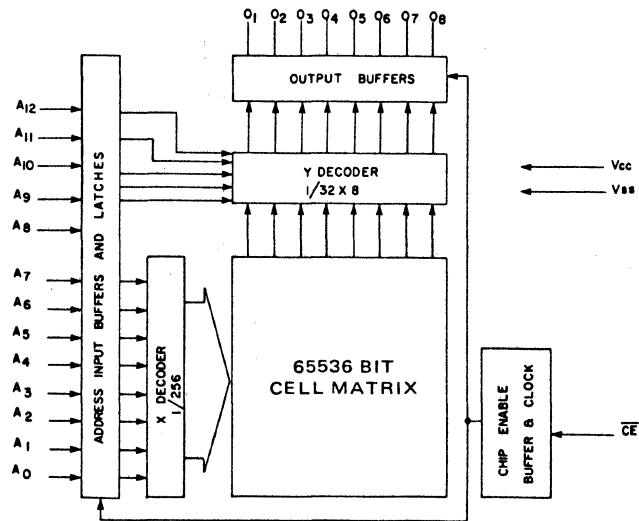 O1 O2 O3 O4 O5 O6 O7 O8
OUTPUT BUFFERS
A12
A11
A10
A9
A8
A7
A6
A5
A4
A3
A2
A1
A0
ADDRESS INPUT BUFFERS AND LATCHES
Y DECODER
1/32 X 8
VCC
VSS
X DECODER
1/256
65536 BIT
CELL MATRIX
CHIP ENABLE
BUFFER & CLOCK
CE